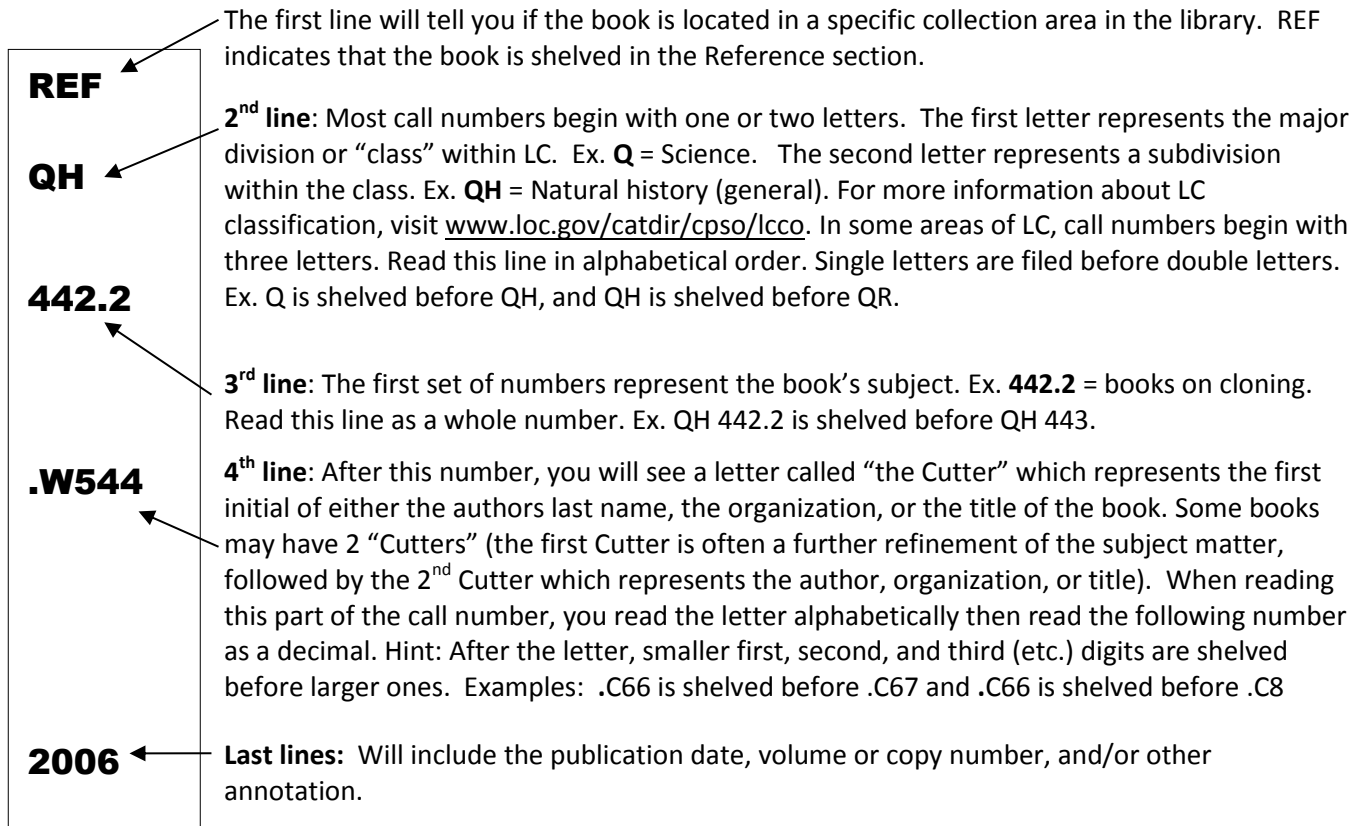 The first line will tell you if the book is located in a specific collection area in the library.  REF
indicates that the book is shelved in the Reference section.
REF
2nd line: Most call numbers begin with one or two letters.  The first letter represents the major
division or “class” within LC.  Ex. Q = Science.   The second letter represents a subdivision
within the class. Ex. QH = Natural history (general). For more information about LC
classification, visit www.loc.gov/catdir/cpso/lcco. In some areas of LC, call numbers begin with
three letters. Read this line in alphabetical order. Single letters are filed before double letters.
Ex. Q is shelved before QH, and QH is shelved before QR.
QH
442.2
3rd line: The first set of numbers represent the book’s subject. Ex. 442.2 = books on cloning.
Read this line as a whole number. Ex. QH 442.2 is shelved before QH 443.
.W544
4th line: After this number, you will see a letter called “the Cutter” which represents the first
initial of either the authors last name, the organization, or the title of the book. Some books
may have 2 “Cutters” (the first Cutter is often a further refinement of the subject matter,
followed by the 2nd Cutter which represents the author, organization, or title).  When reading
this part of the call number, you read the letter alphabetically then read the following number
as a decimal. Hint: After the letter, smaller first, second, and third (etc.) digits are shelved
before larger ones.  Examples:  .C66 is shelved before .C67 and .C66 is shelved before .C8
2006
Last lines:  Will include the publication date, volume or copy number, and/or other
annotation.